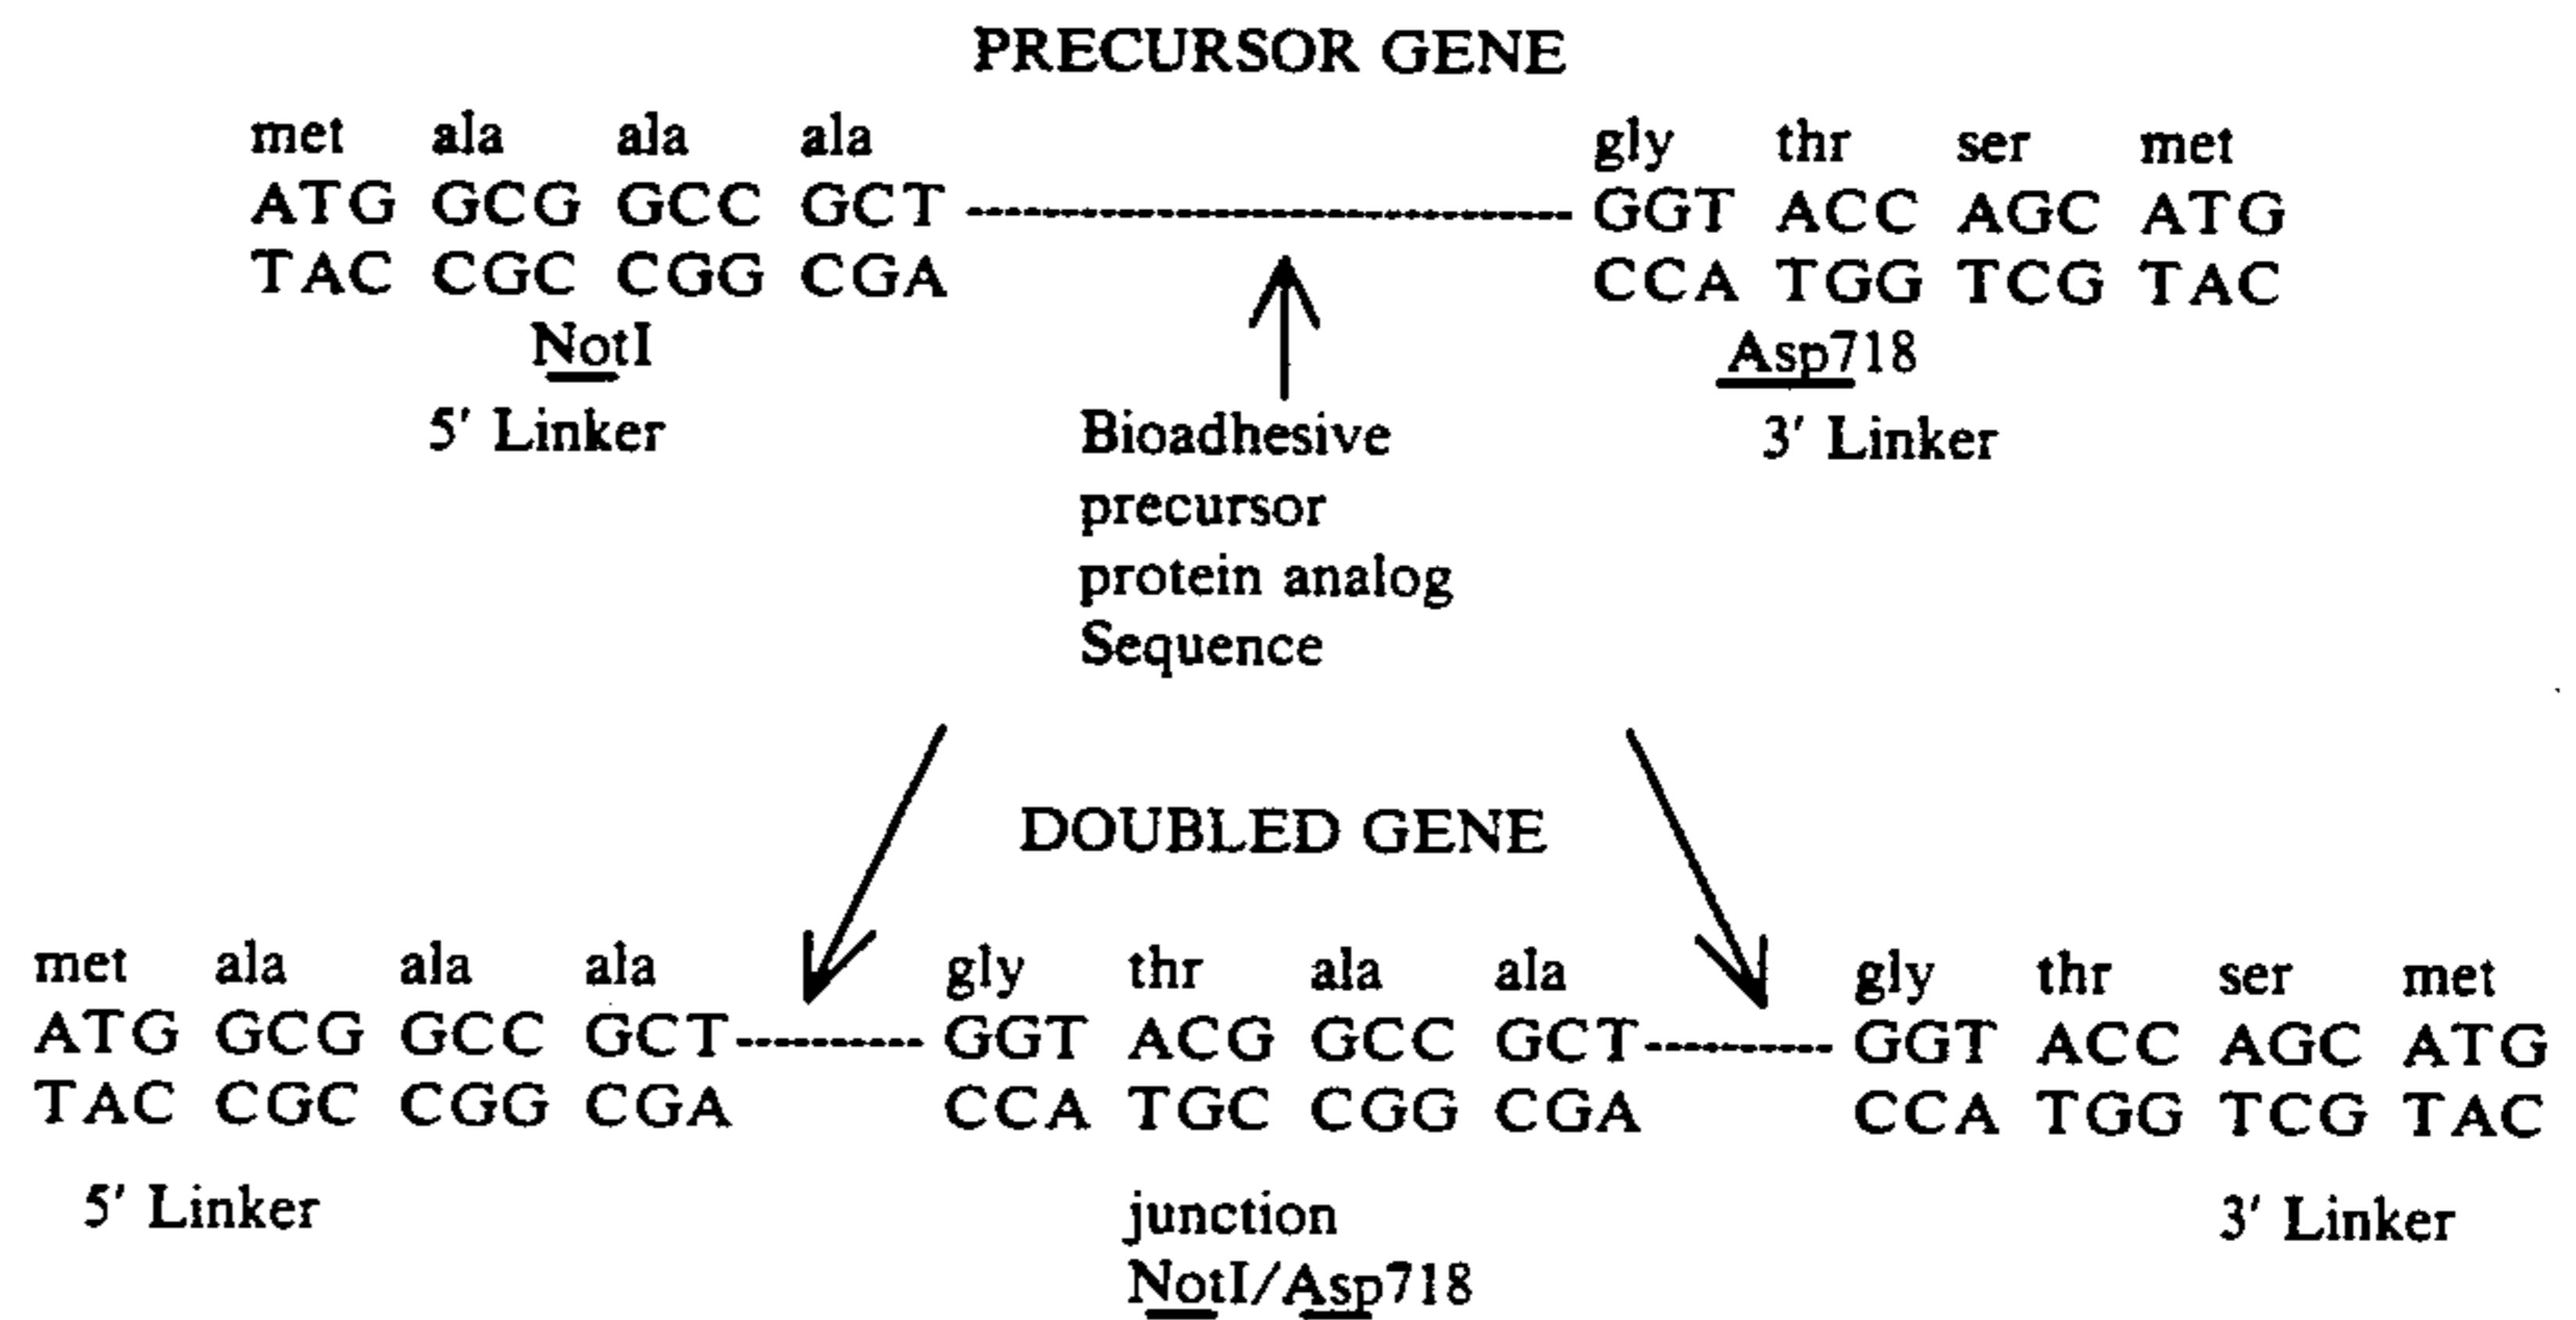 PRECURSOR GENE
met ala ala ala gly thr ser met
ATG GCG GCC GCT ------------------------------ GGT ACC AGC ATG
TAC CGC CGG CGA CCA TGG TCG TAC
NotI Asp718
5' Linker 3' Linker
Bioadhesive
precursor
protein analog
Sequence
DOUBLED GENE
met ala ala ala gly thr ala ala gly thr ser met
ATG GCG GCC GCT---------- GGT ACG GCC GCT---------- GGT ACC AGC ATG
TAC CGC CGG CGA CCA TGC CGG CGA CCA TGG TCG TAC
5' Linker junction 3' Linker
NotI/Asp718